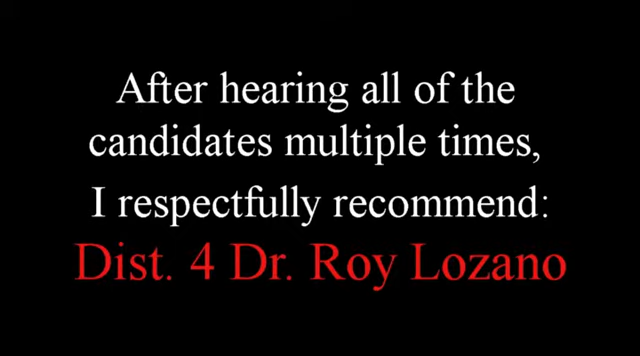 After hearing all of the
candidates multiple times,
I respectfully recommend:
Dist. 4 Dr. Roy Lozano